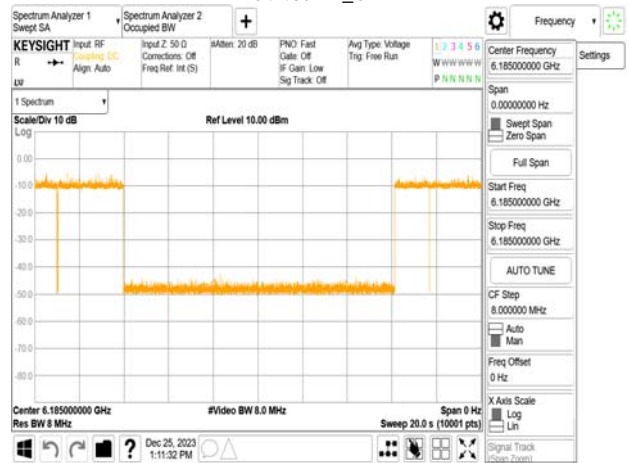 Spectrum Analyzer 1
Swept SA
Spectrum Analyzer 2
Occupied BW
+
Frequency
KEYSIGHT
R
Input: RF
Coupling: DC
Align: Auto
Input Z: 50 Ω
Corrections: Off
Freq Ref: Int (S)
#Atten: 20 dB
PNO: Fast
Gate: Off
IF Gain: Low
Sig Track: Off
Avg Type: Voltage
Trig: Free Run
1 2 3 4 5 6
W W W W W W
P N N N N N
Center Frequency
6.185000000 GHz
Settings
Span
0.00000000 Hz
Swept Span
Zero Span
Full Span
Start Freq
6.185000000 GHz
Stop Freq
6.185000000 GHz
AUTO TUNE
CF Step
8.000000 MHz
Auto
Man
Freq Offset
0 Hz
X Axis Scale
Log
Lin
Signal Track
(Span Zoom)
1 Spectrum
Scale/Div 10 dB
Ref Level 10.00 dBm
Log
0.00
-10.0
-20.0
-30.0
-40.0
-50.0
-60.0
-70.0
-80.0
Center 6.185000000 GHz
#Video BW 8.0 MHz
Span 0 Hz
Res BW 8 MHz
Sweep 20.0 s (10001 pts)
?
Dec 25, 2023
1:11:32 PM